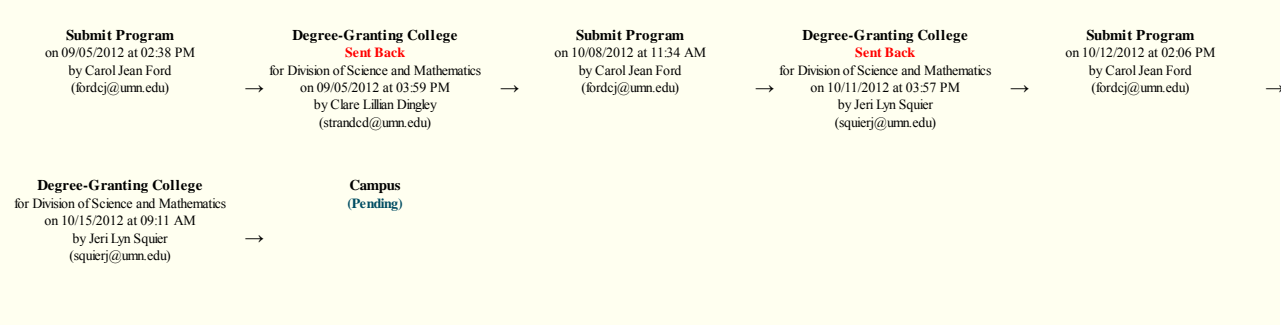 Submit Program
on 09/05/2012 at 02:38 PM
by Carol Jean Ford
(fordcj@umn.edu)
→
Degree-Granting College
Sent Back
for Division of Science and Mathematics
on 09/05/2012 at 03:59 PM
by Clare Lillian Dingley
(strandcd@umn.edu)
→
Submit Program
on 10/08/2012 at 11:34 AM
by Carol Jean Ford
(fordcj@umn.edu)
→
Degree-Granting College
Sent Back
for Division of Science and Mathematics
on 10/11/2012 at 03:57 PM
by Jeri Lyn Squier
(squierj@umn.edu)
→
Submit Program
on 10/12/2012 at 02:06 PM
by Carol Jean Ford
(fordcj@umn.edu)
→
Degree-Granting College
for Division of Science and Mathematics
on 10/15/2012 at 09:11 AM
by Jeri Lyn Squier
(squierj@umn.edu)
→
Campus
(Pending)